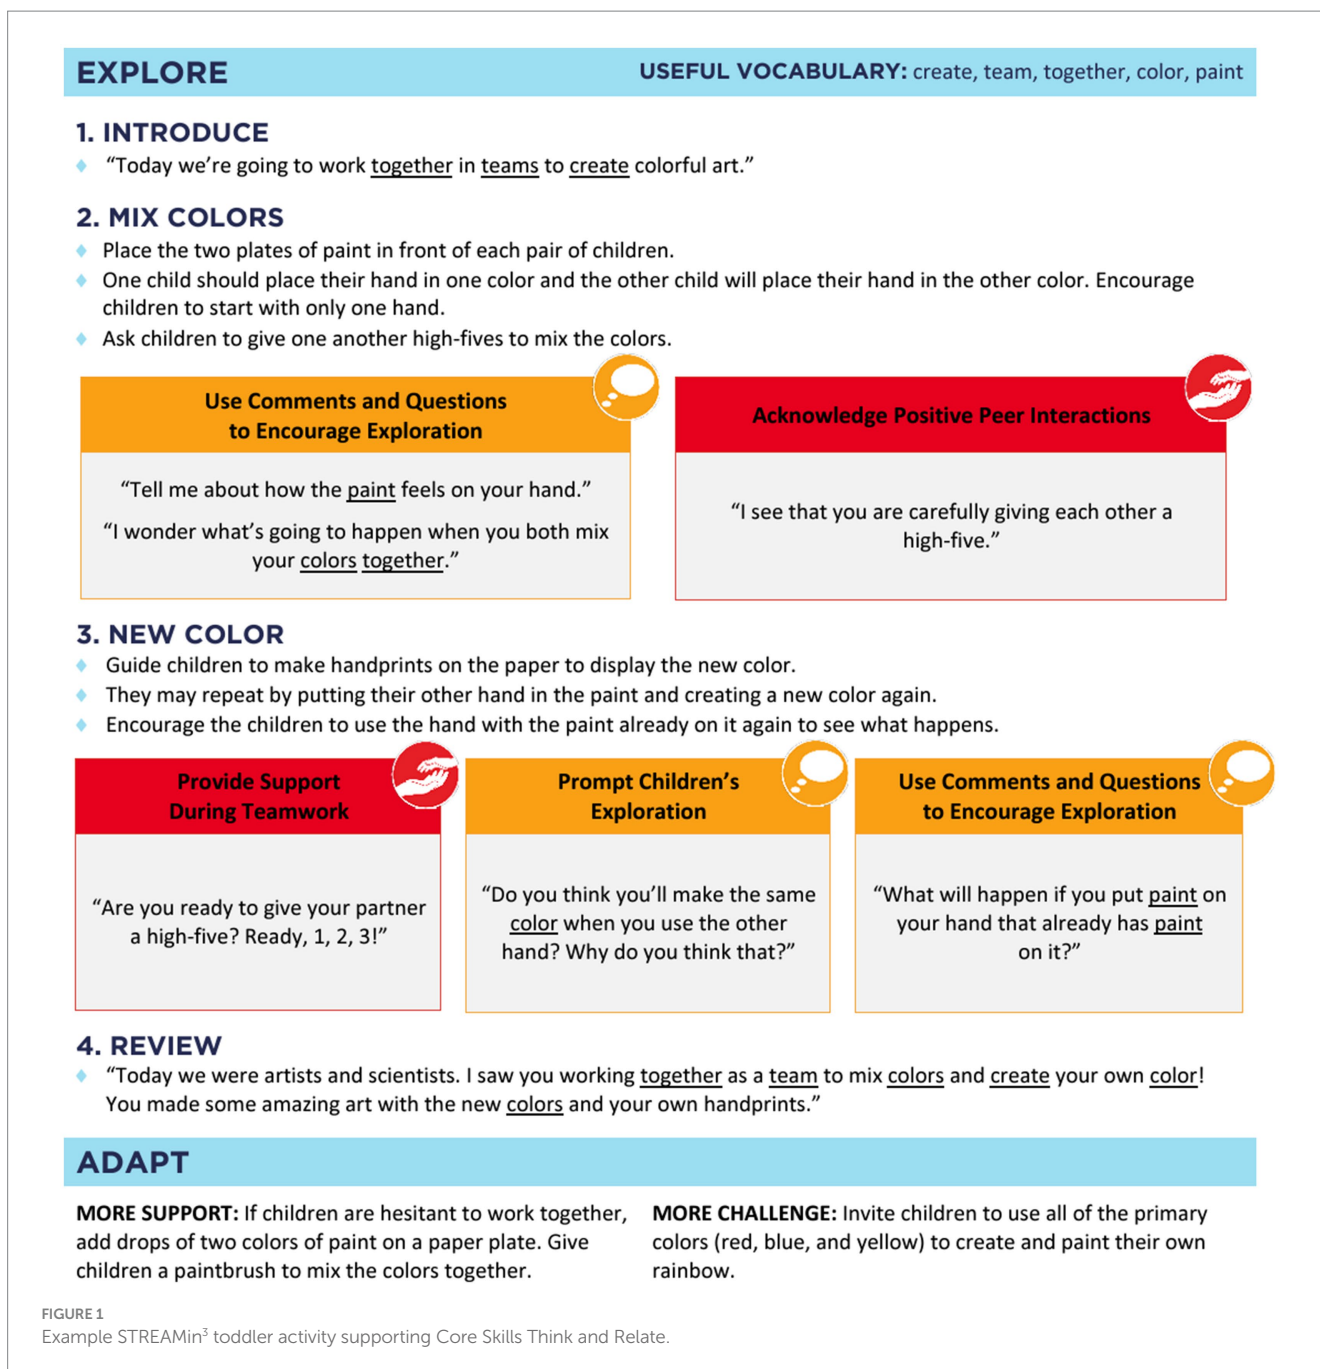 EXPLORE
USEFUL VOCABULARY: create, team, together, color, paint
1. INTRODUCE
“Today we’re going to work together in teams to create colorful art.”
2. MIX COLORS
Place the two plates of paint in front of each pair of children.
One child should place their hand in one color and the other child will place their hand in the other color. Encourage
children to start with only one hand.
Ask children to give one another high-fives to mix the colors.
Use Comments and Questions
to Encourage Exploration
“Tell me about how the paint feels on your hand.”
“I wonder what’s going to happen when you both mix
your colors together.”
Acknowledge Positive Peer Interactions
“I see that you are carefully giving each other a
high-five.”
3. NEW COLOR
Guide children to make handprints on the paper to display the new color.
They may repeat by putting their other hand in the paint and creating a new color again.
Encourage the children to use the hand with the paint already on it again to see what happens.
Provide Support
During Teamwork
“Are you ready to give your partner
a high-five? Ready, 1, 2, 3!”
Prompt Children’s
Exploration
“Do you think you’ll make the same
color when you use the other
hand? Why do you think that?”
Use Comments and Questions
to Encourage Exploration
“What will happen if you put paint on
your hand that already has paint
on it?”
4. REVIEW
“Today we were artists and scientists. I saw you working together as a team to mix colors and create your own color!
You made some amazing art with the new colors and your own handprints.”
ADAPT
MORE SUPPORT: If children are hesitant to work together,
add drops of two colors of paint on a paper plate. Give
children a paintbrush to mix the colors together.
MORE CHALLENGE: Invite children to use all of the primary
colors (red, blue, and yellow) to create and paint their own
rainbow.
FIGURE 1
Example STREAMin³ toddler activity supporting Core Skills Think and Relate.